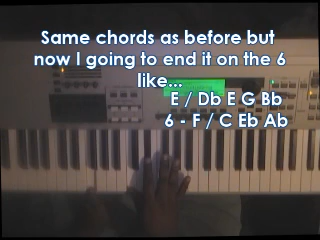 Same chords as before but
now I going to end it on the 6
like...
E / Db E G Bb
6 - F / C Eb Ab